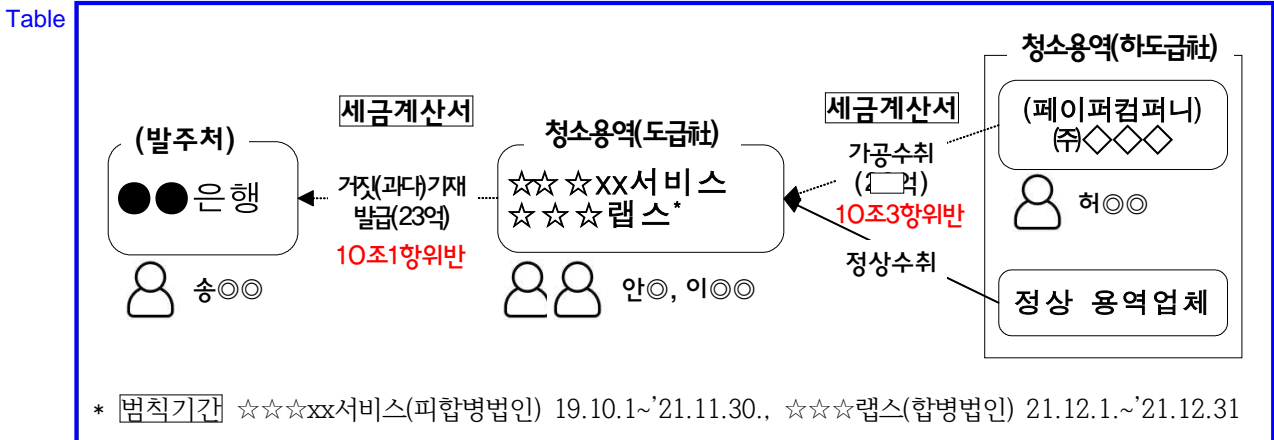 Table
청소용역(하도급社)
세금계산서
세금계산서
(발주처)
청소용역(도급社)
(페이퍼컴퍼니)
㈜◇◇◇
●●은행
거짓(과다)기재
발급(23억)
10조1항위반
☆☆☆xx서비스
☆☆☆랩스*
가공수취
10조3항위반
정상수취
허◎◎
송◎◎
안◎, 이◎◎
정상 용역업체
* 범칙기간 ☆☆☆xx서비스(피합병법인) 19.10.1~'21.11.30., ☆☆☆랩스(합병법인) 21.12.1.~'21.12.31